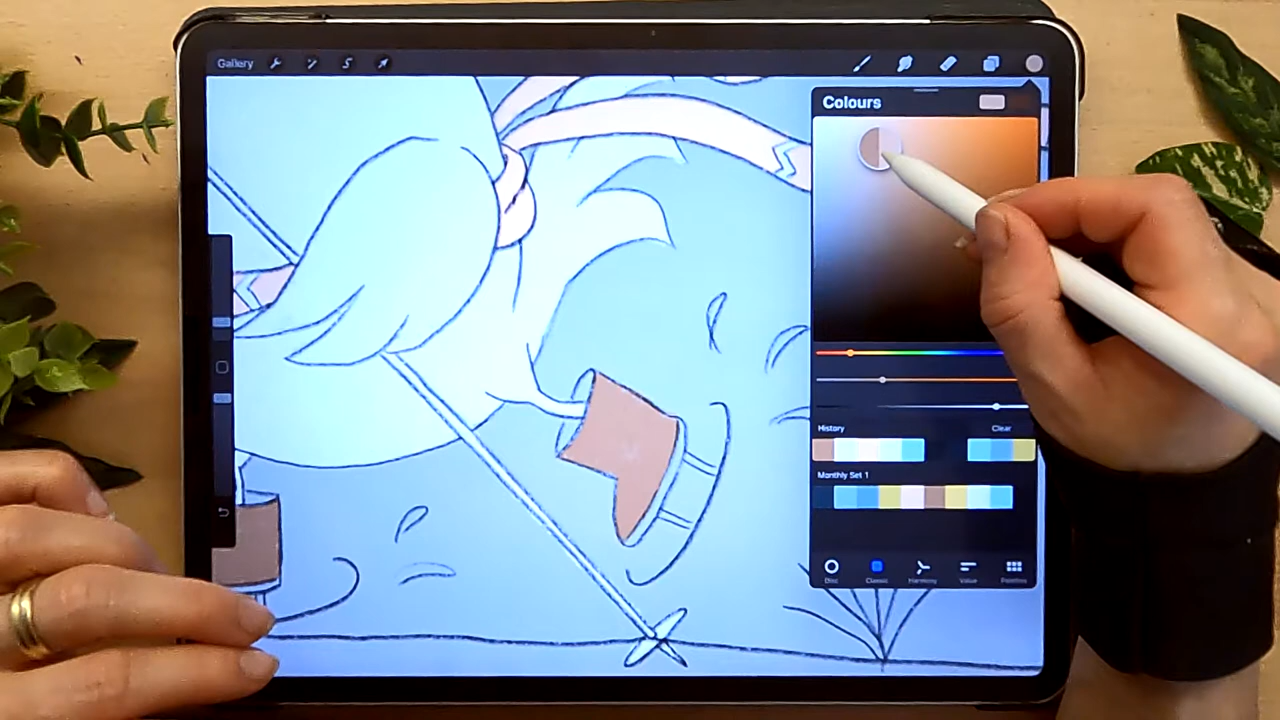 Gallery
Colours
History
Clear
Monthly Set 1
Disc
Classic
Harmony
Value
Palettes